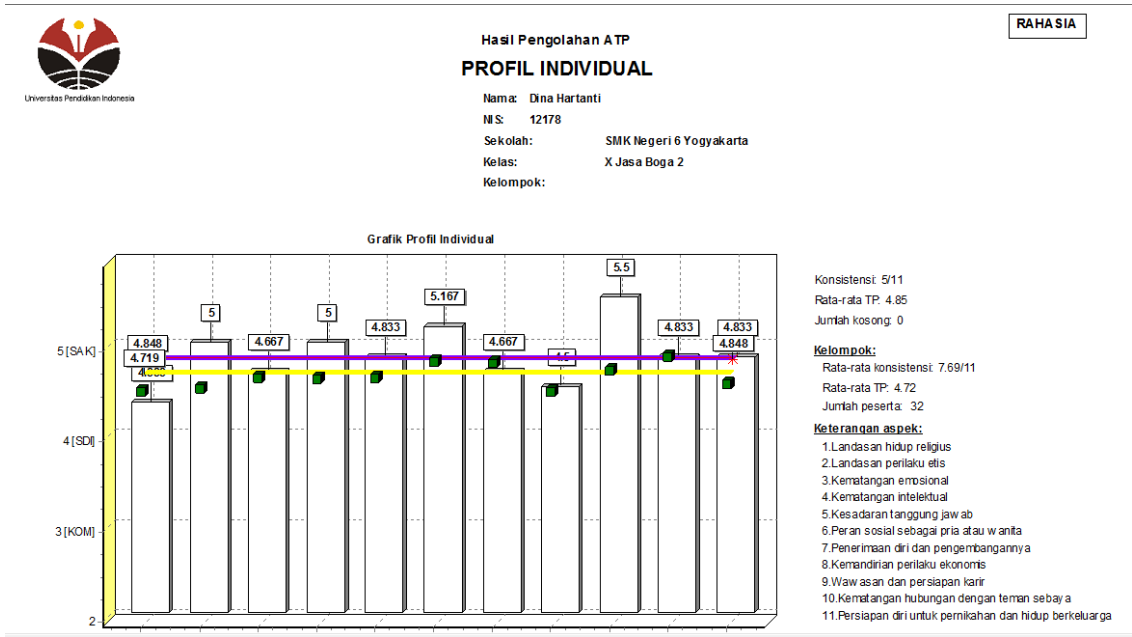 RAHASIA
Universitas Pendidikan Indonesia
Hasil Pengolahan ATP
PROFIL INDIVIDUAL
Nama: Dina Hartanti
NIS: 12178
Sekolah: SMK Negeri 6 Yogyakarta
Kelas: X Jasa Boga 2
Kelompok:
Grafik Profil Individual
5.5
5.167
5
5
4.833
4.833
4.833
4.848
4.667
4.667
4.848
4.719
5 [SAK]
4 [SDI]
3 [KOM]
2
Konsistensi: 5/11
Rata-rata TP: 4.85
Jumlah kosong: 0
Kelompok:
Rata-rata konsistensi: 7.69/11
Rata-rata TP: 4.72
Jumlah peserta: 32
Keterangan aspek:
1.Landasan hidup religius
2.Landasan perilaku etis
3.Kematangan emosional
4.Kematangan intelektual
5.Kesadaran tanggung jawab
6.Peran sosial sebagai pria atau wanita
7.Penerimaan diri dan pengembangannya
8.Kemandirian perilaku ekonomis
9.Wawasan dan persiapan karir
10.Kematangan hubungan dengan teman sebaya
11.Persiapan diri untuk pernikahan dan hidup berkeluarga